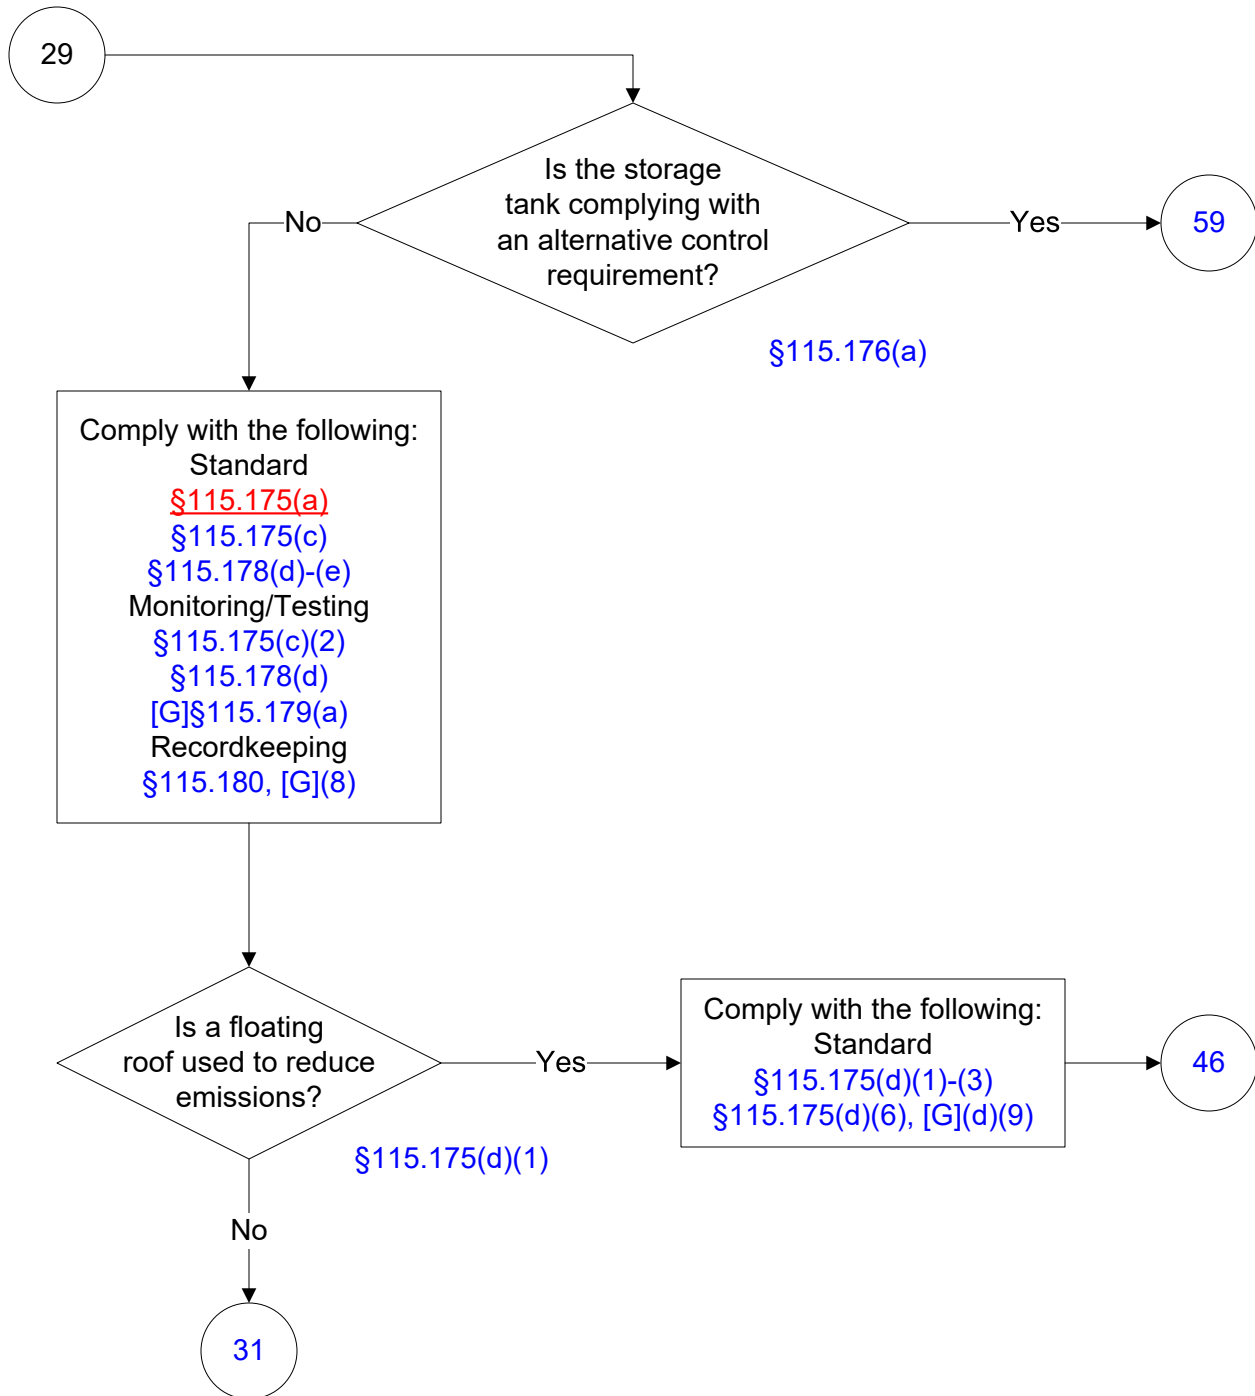 29
Is the storage
tank complying with
an alternative control
requirement?
No
Yes
59
§115.176(a)
Comply with the following:
Standard
§115.175(a)
§115.175(c)
§115.178(d)-(e)
Monitoring/Testing
§115.175(c)(2)
§115.178(d)
[G]§115.179(a)
Recordkeeping
§115.180, [G](8)
Is a floating
roof used to reduce
emissions?
Yes
§115.175(d)(1)
Comply with the following:
Standard
§115.175(d)(1)-(3)
§115.175(d)(6), [G](d)(9)
46
No
31